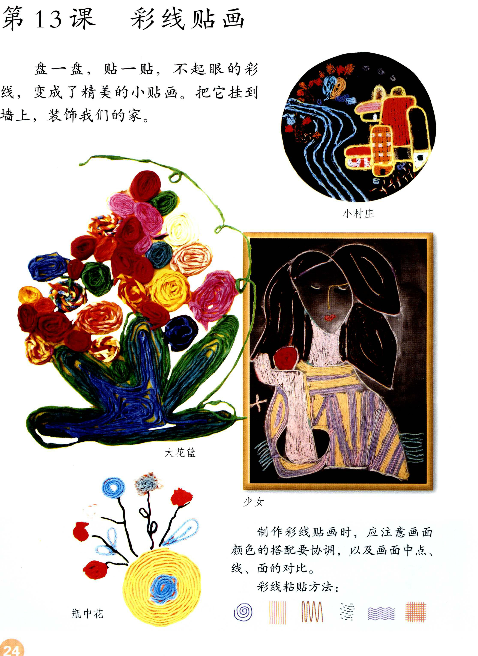 第13课 彩线贴画
盘一盘，贴一贴，不起眼的彩
线，变成了精美的小贴画。把它挂到
墙上，装饰我们的家。
小村庄
大花篮
少女
制作彩线贴画时，应注意画面
颜色的搭配要协调，以及画面中点、
线、面的对比。
彩线粘贴方法：
瓶中花
24